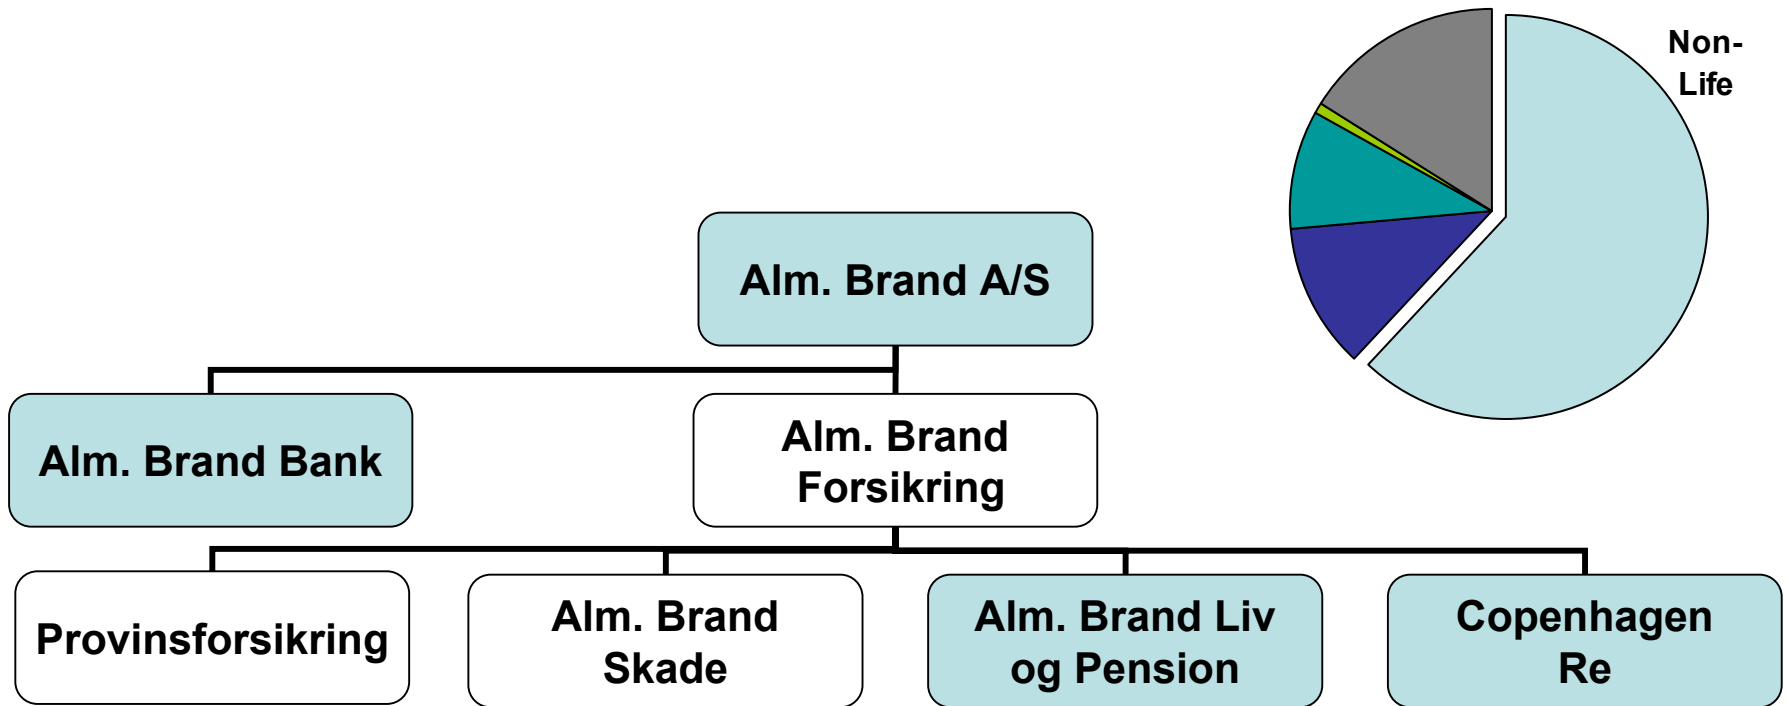 Non-
Life
Alm. Brand A/S
Alm. Brand Bank
Alm. Brand
Forsikring
Provinsforsikring
Alm. Brand
Skade
Alm. Brand Liv
og Pension
Copenhagen
Re